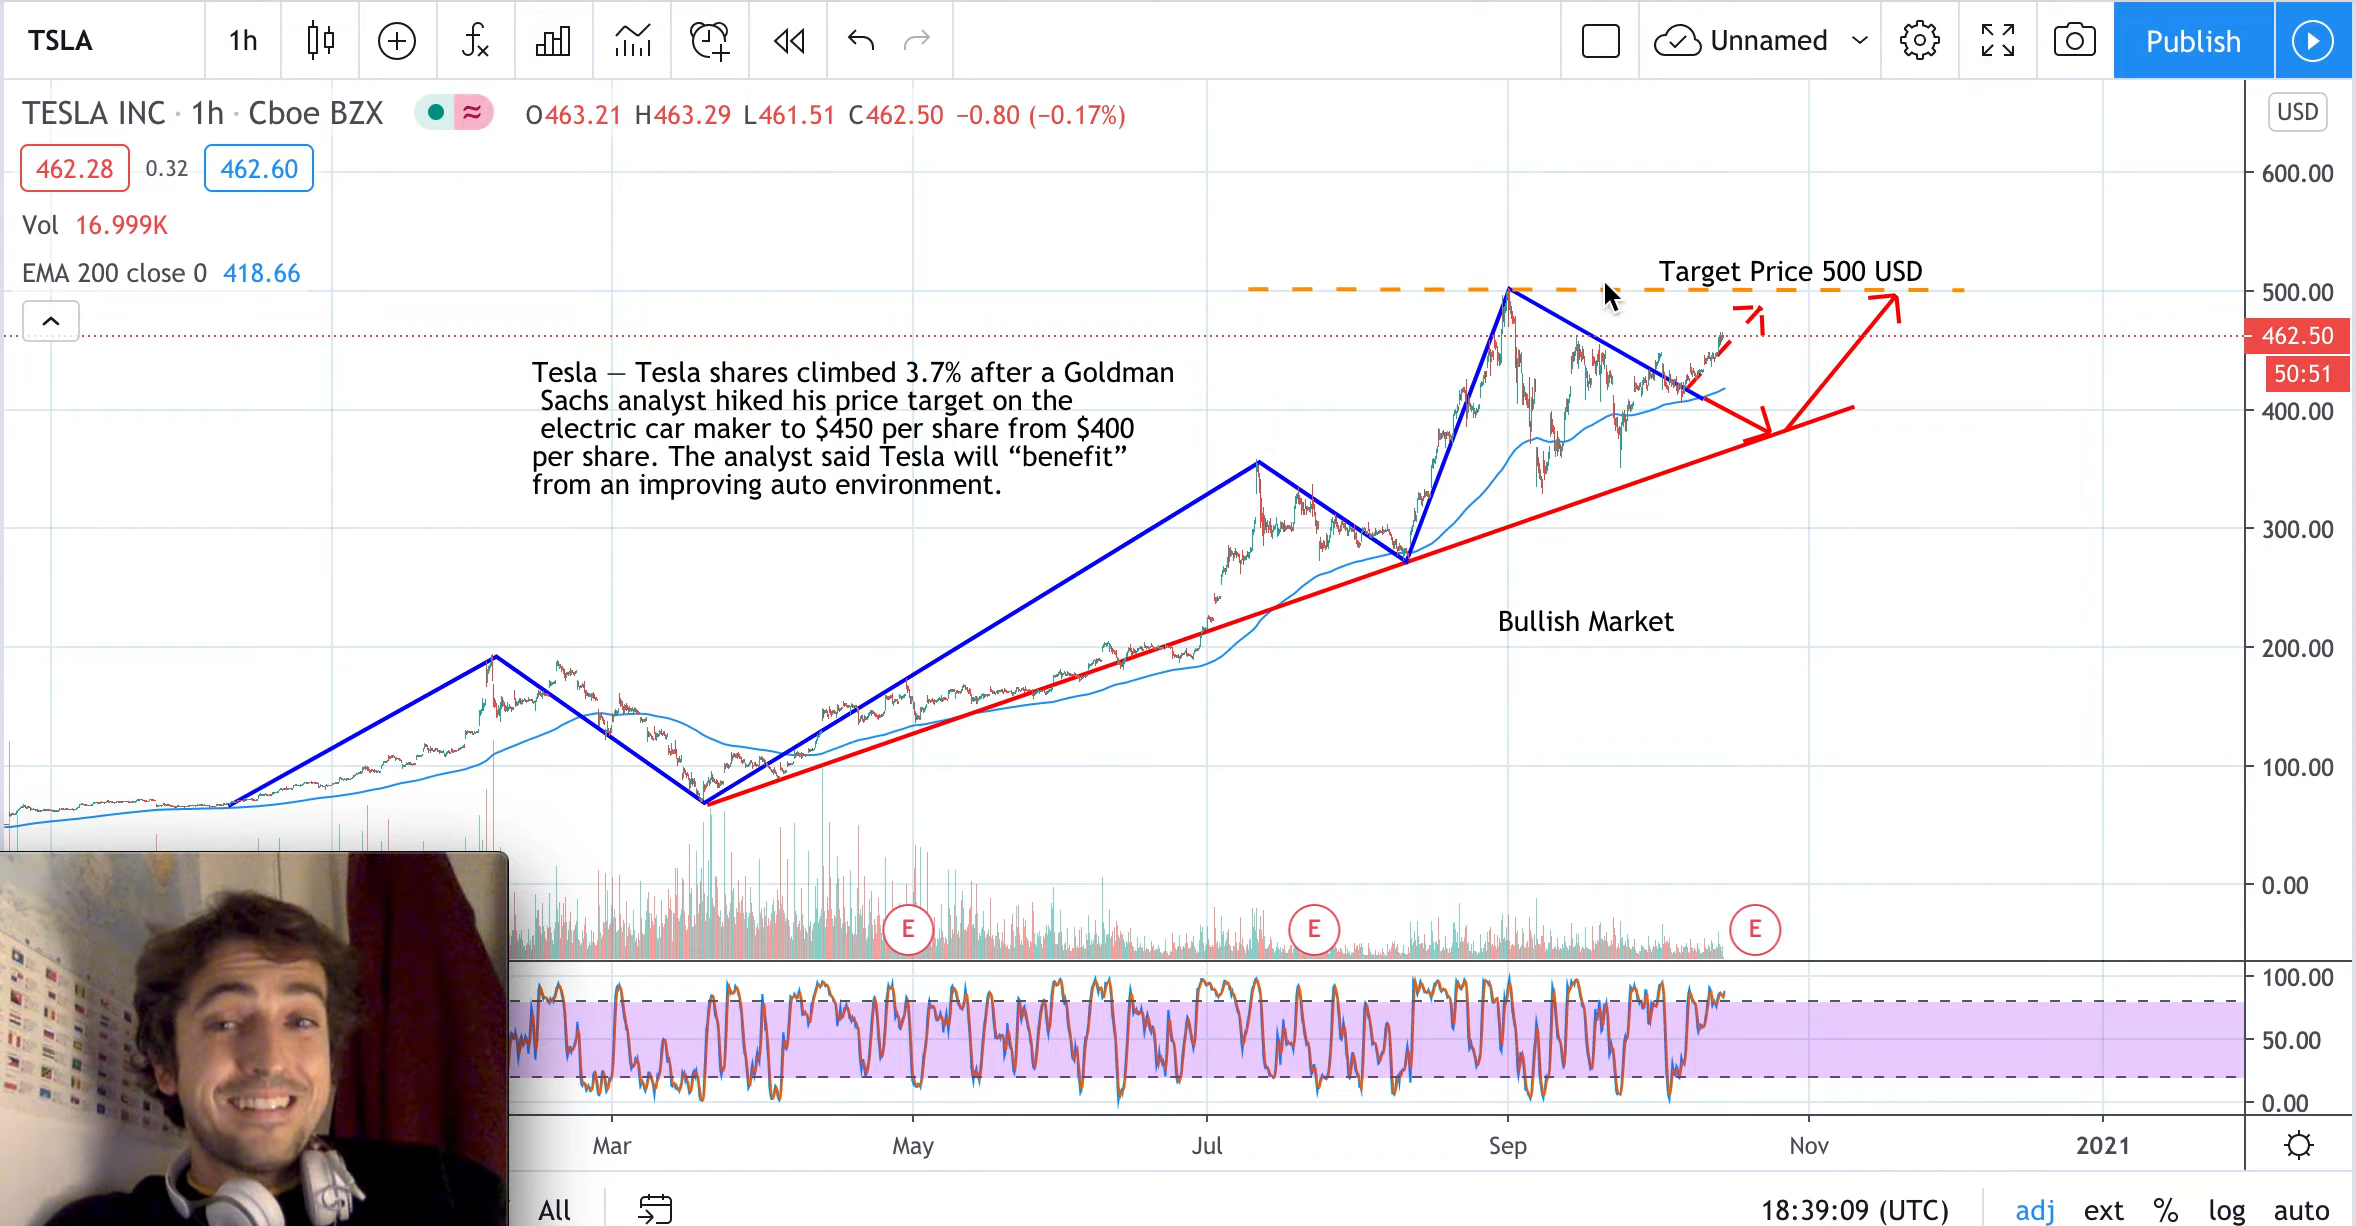 TSLA 1h Unnamed Publish
TESLA INC · 1h · Cboe BZX ≈ O463.21 H463.29 L461.51 C462.50 −0.80 (−0.17%) USD
462.28 0.32 462.60
Vol 16.999K
EMA 200 close 0 418.66
600.00
Target Price 500 USD
500.00
462.50
50:51
Tesla — Tesla shares climbed 3.7% after a Goldman
Sachs analyst hiked his price target on the
electric car maker to $450 per share from $400
per share. The analyst said Tesla will “benefit”
from an improving auto environment.
400.00
300.00
Bullish Market
200.00
100.00
0.00
E E E
100.00
50.00
0.00
Mar May Jul Sep Nov 2021
All 18:39:09 (UTC) adj ext % log auto